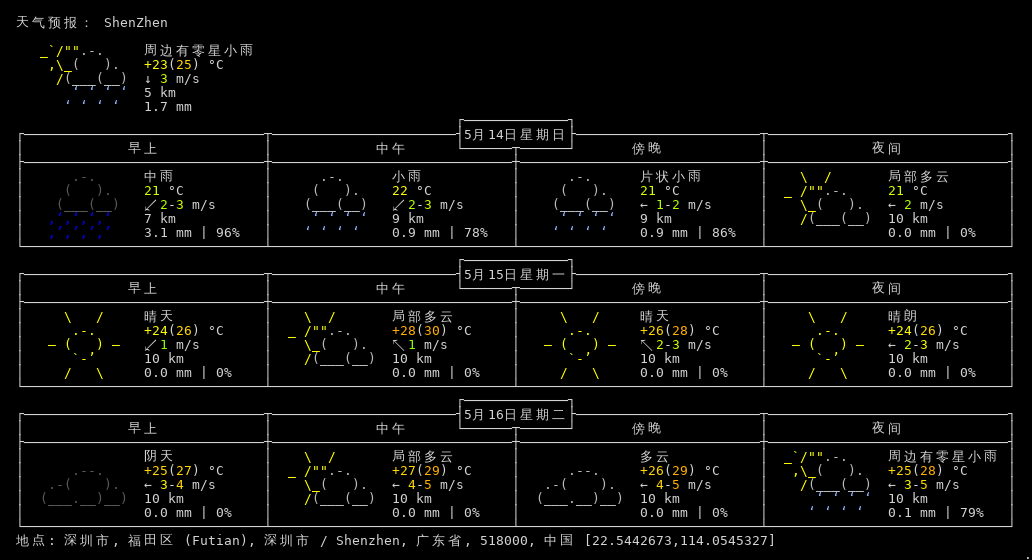 天气预报： ShenZhen
周边有零星小雨
+23(25) °C
↓ 3 m/s
5 km
1.7 mm
5月14日星期日
早上 中午 傍晚 夜间
中雨 小雨 片状小雨 局部多云
21 °C 22 °C 21 °C 21 °C
↙ 2-3 m/s ↙ 2-3 m/s ← 1-2 m/s ← 2 m/s
7 km 9 km 9 km 10 km
3.1 mm | 96% 0.9 mm | 78% 0.9 mm | 86% 0.0 mm | 0%
5月15日星期一
早上 中午 傍晚 夜间
晴天 局部多云 晴天 晴朗
+24(26) °C +28(30) °C +26(28) °C +24(26) °C
↙ 1 m/s ↖ 1 m/s ↖ 2-3 m/s ← 2-3 m/s
10 km 10 km 10 km 10 km
0.0 mm | 0% 0.0 mm | 0% 0.0 mm | 0% 0.0 mm | 0%
5月16日星期二
早上 中午 傍晚 夜间
阴天 局部多云 多云 周边有零星小雨
+25(27) °C +27(29) °C +26(29) °C +25(28) °C
← 3-4 m/s ← 4-5 m/s ← 4-5 m/s ← 3-5 m/s
10 km 10 km 10 km 10 km
0.0 mm | 0% 0.0 mm | 0% 0.0 mm | 0% 0.1 mm | 79%
地点: 深圳市, 福田区 (Futian), 深圳市 / Shenzhen, 广东省, 518000, 中国 [22.5442673,114.0545327]